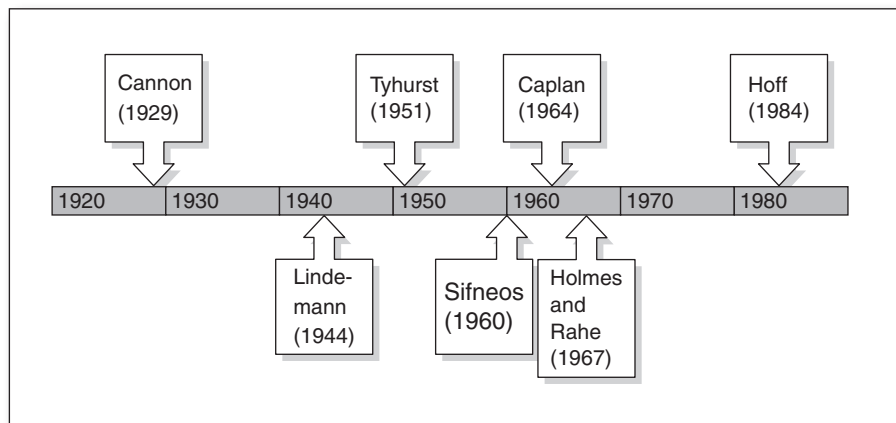 Cannon
(1929)
Tyhurst
(1951)
Caplan
(1964)
Hoff
(1984)
1920
1930
1940
1950
1960
1970
1980
Linde-
mann
(1944)
Sifneos
(1960)
Holmes
and
Rahe
(1967)